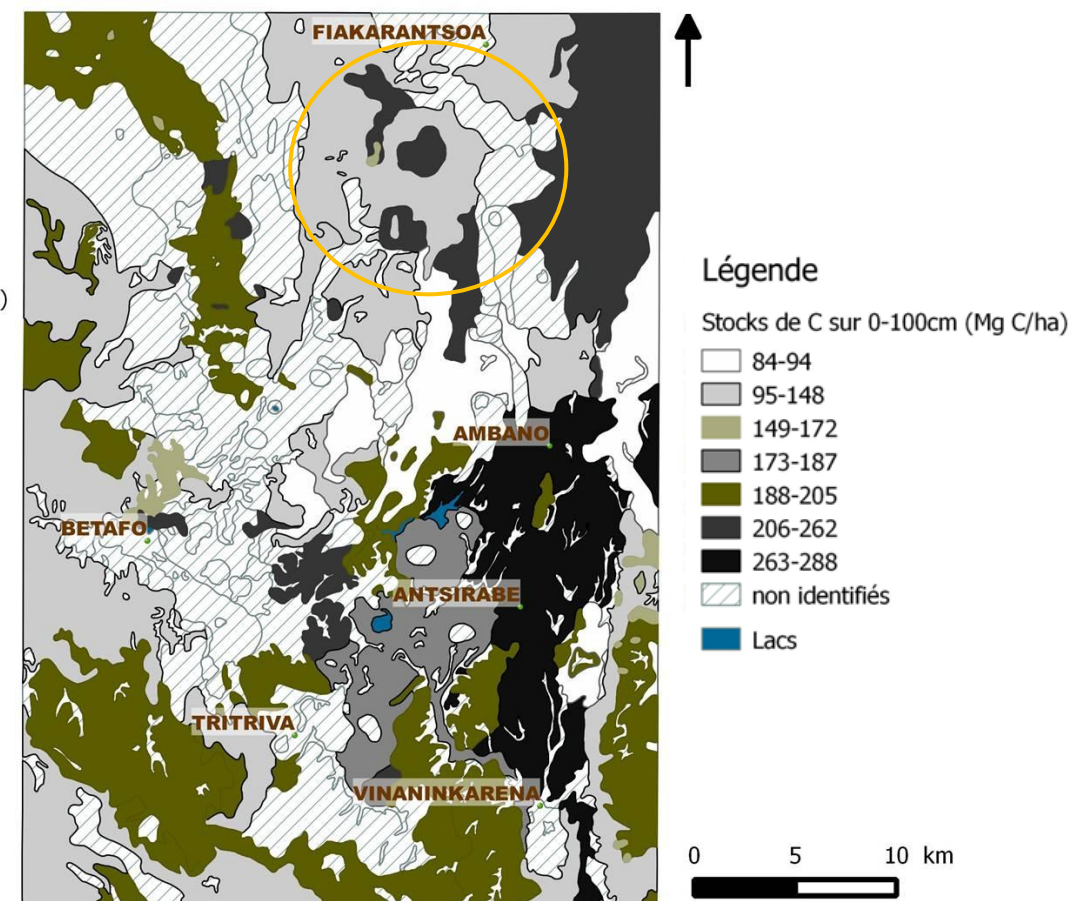 FIAKARANTSOA
)
AMBANO
BETAFO
ANTSIRABE
TRITRIVA
VINANINKARENA
Légende
Stocks de C sur 0-100cm (Mg C/ha)
84-94
95-148
149-172
173-187
188-205
206-262
263-288
non identifiés
Lacs
0 5 10 km